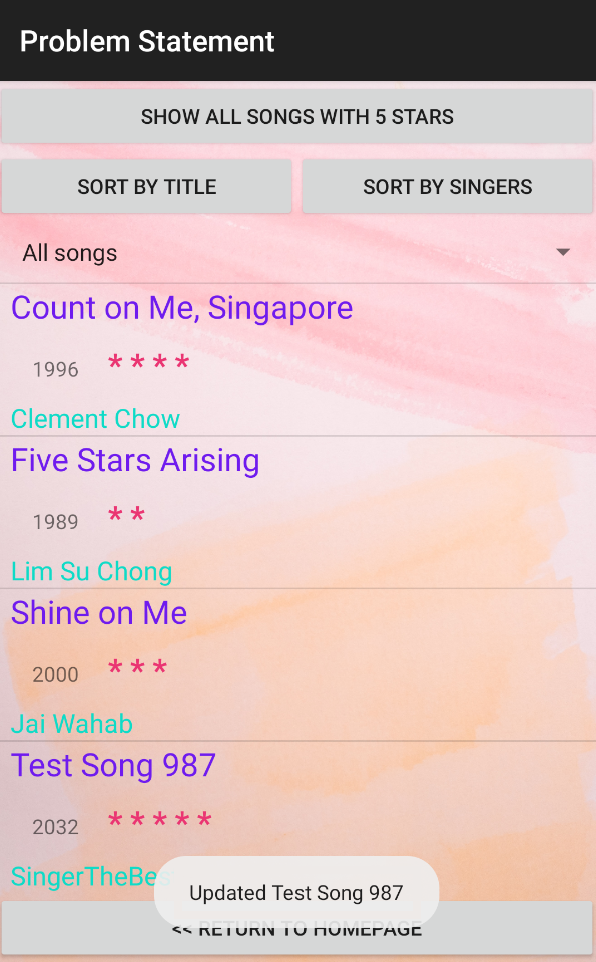 Problem Statement
SHOW ALL SONGS WITH 5 STARS
SORT BY TITLE
SORT BY SINGERS
All songs
Count on Me, Singapore
1996 * * * *
Clement Chow
Five Stars Arising
1989 * *
Lim Su Chong
Shine on Me
2000 * * *
Jai Wahab
Test Song 987
2032 * * * * *
SingerTheBes
Updated Test Song 987
<< RETURN TO HOMEPAGE